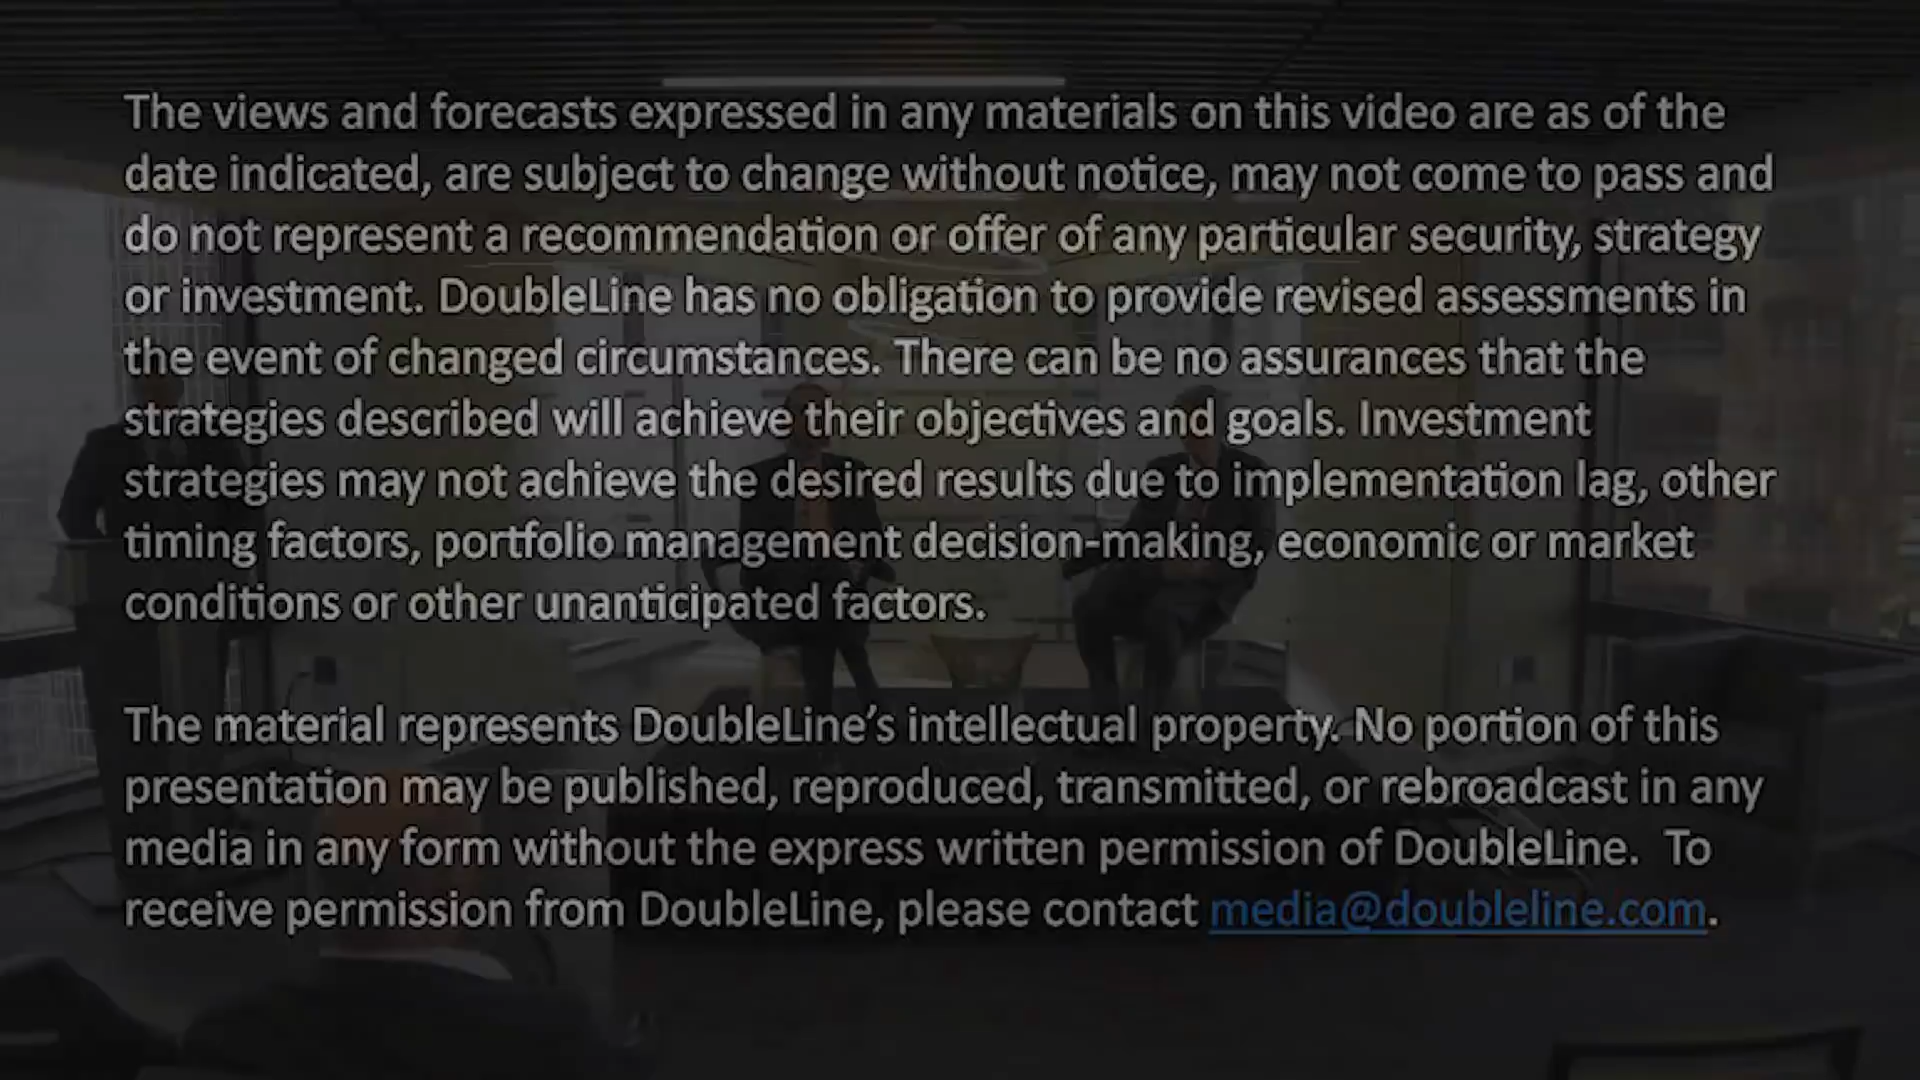 The views and forecasts expressed in any materials on this video are as of the
date indicated, are subject to change without notice, may not come to pass and
do not represent a recommendation or offer of any particular security, strategy
or investment. DoubleLine has no obligation to provide revised assessments in
the event of changed circumstances. There can be no assurances that the
strategies described will achieve their objectives and goals. Investment
strategies may not achieve the desired results due to implementation lag, other
timing factors, portfolio management decision-making, economic or market
conditions or other unanticipated factors.
The material represents DoubleLine’s intellectual property. No portion of this
presentation may be published, reproduced, transmitted, or rebroadcast in any
media in any form without the express written permission of DoubleLine.  To
receive permission from DoubleLine, please contact media@doubleline.com.